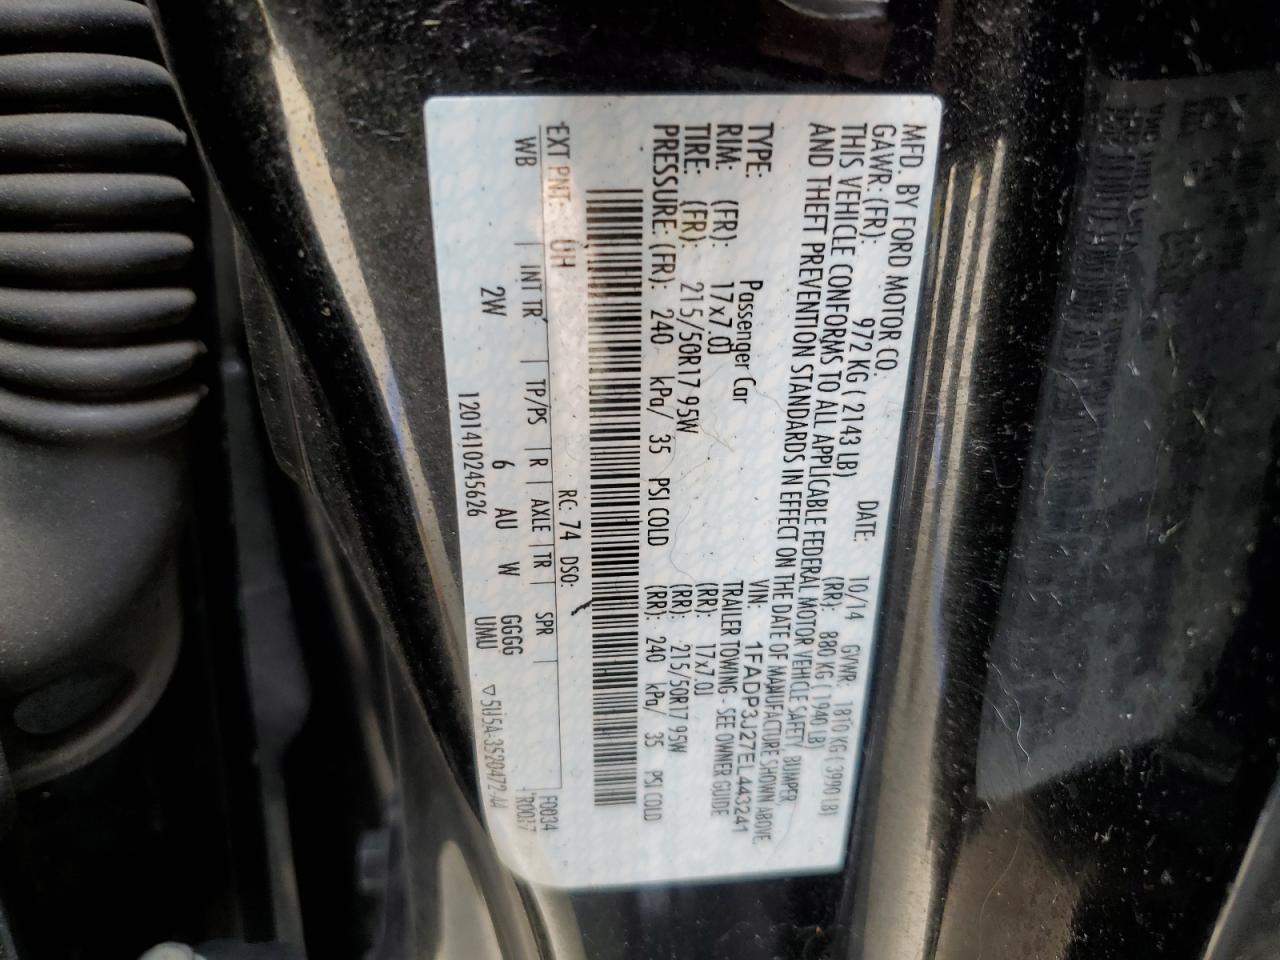 MFD. BY FORD MOTOR CO. DATE: 10/14 GVWR: 1810 KG ( 3990 LB)
GAWR: (FR): 972 KG ( 2143 LB) (RR): 880 KG ( 1940 LB)
THIS VEHICLE CONFORMS TO ALL APPLICABLE FEDERAL MOTOR VEHICLE SAFETY, BUMPER,
AND THEFT PREVENTION STANDARDS IN EFFECT ON THE DATE OF MANUFACTURE SHOWN ABOVE.
VIN: 1FADP3J27EL443241
TYPE: Passenger Car TRAILER TOWING - SEE OWNER GUIDE
RIM: (FR): 17x7.0J (RR): 17x7.0J
TIRE: (FR): 215/50R17 95W (RR): 215/50R17 95W
PRESSURE: (FR): 240 kPa/ 35 PSI COLD (RR): 240 kPa/ 35 PSI COLD
EXT PNT: UH RC: 74 DSO: F0034
WB INT TR TP/PS R AXLE TR SPR *R0017
2W 6 AU W GGGG
1201410245626 UMU ▽5U5A-3520472-AA